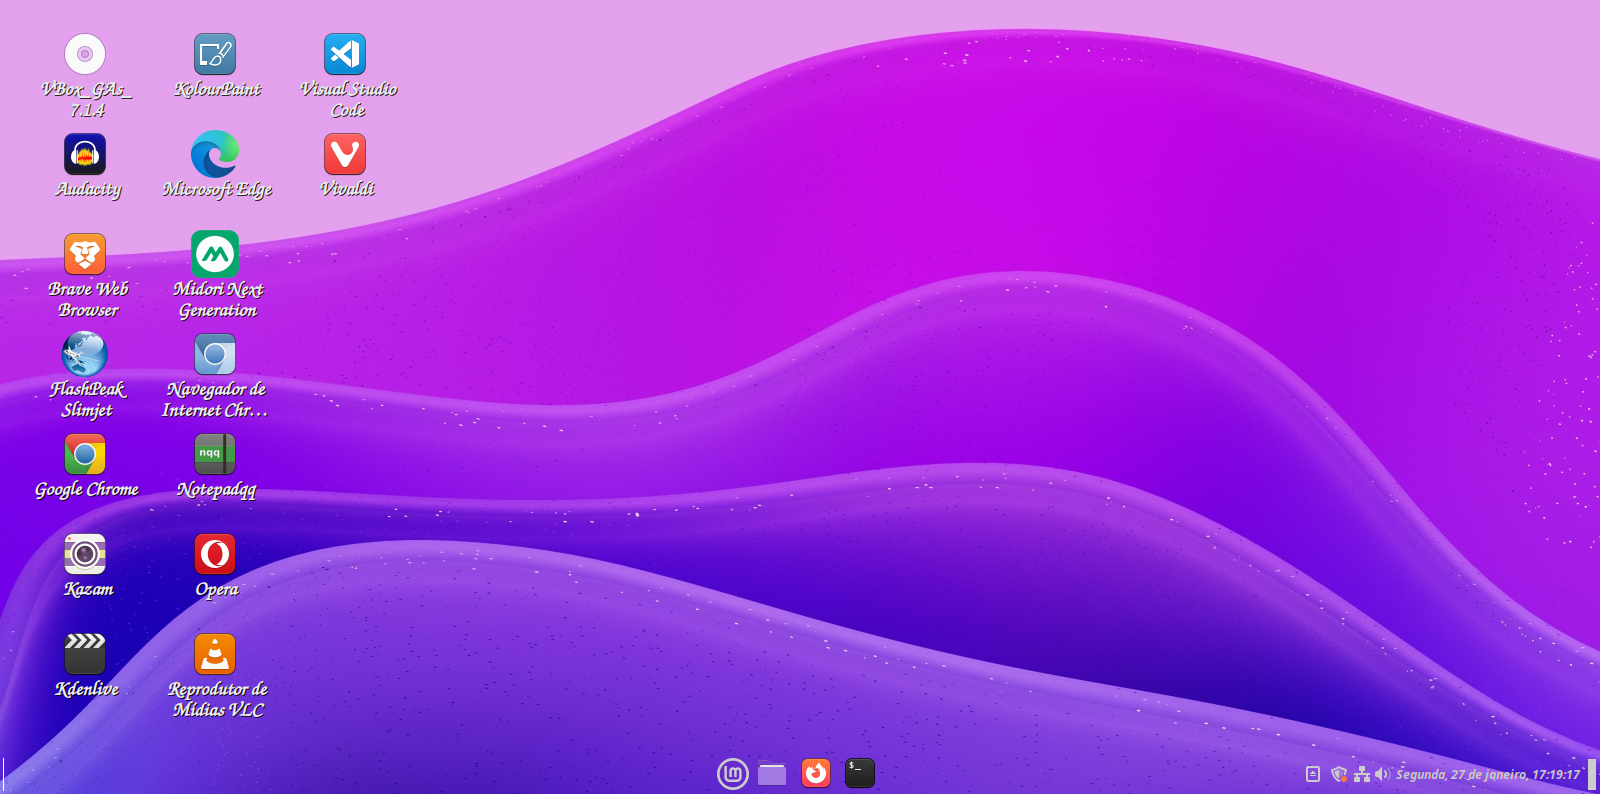 VBox_GAs_
7.1.4
KolourPaint
Visual Studio
Code
Audacity
Microsoft Edge
Vivaldi
Brave Web
Browser
Midori Next
Generation
FlashPeak
Slimjet
Navegador de
Internet Chr...
Google Chrome
nqq
Notepadqq
Kazam
Opera
Kdenlive
Reprodutor de
Mídias VLC
lm
$_
Segunda, 27 de janeiro, 17:19:17